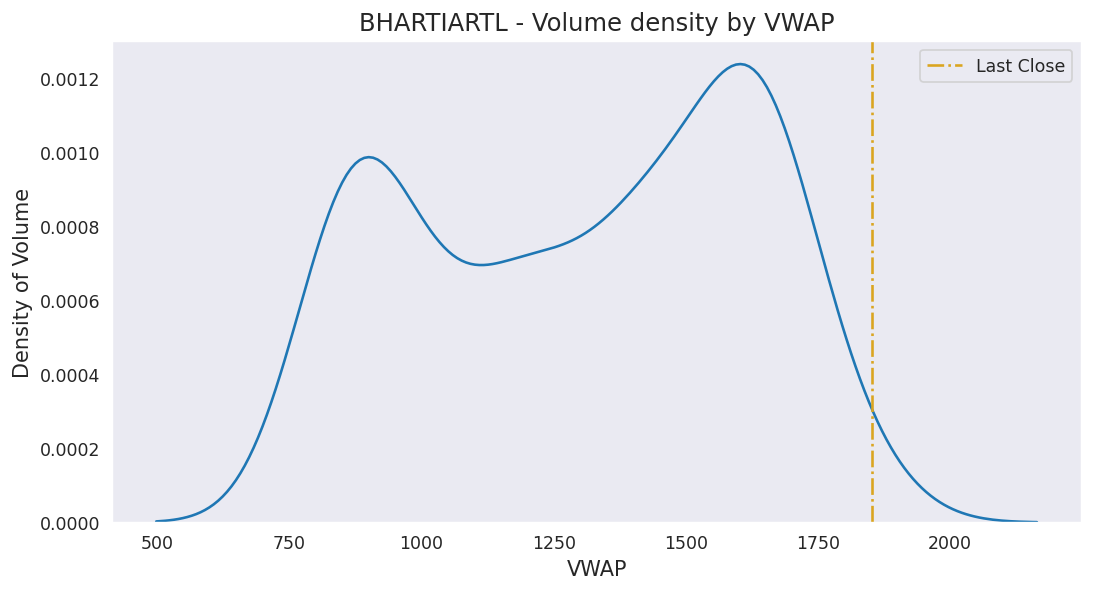 BHARTIARTL - Volume density by VWAP
Last Close
Density of Volume
0.0012
0.0010
0.0008
0.0006
0.0004
0.0002
0.0000
500 750 1000 1250 1500 1750 2000
VWAP